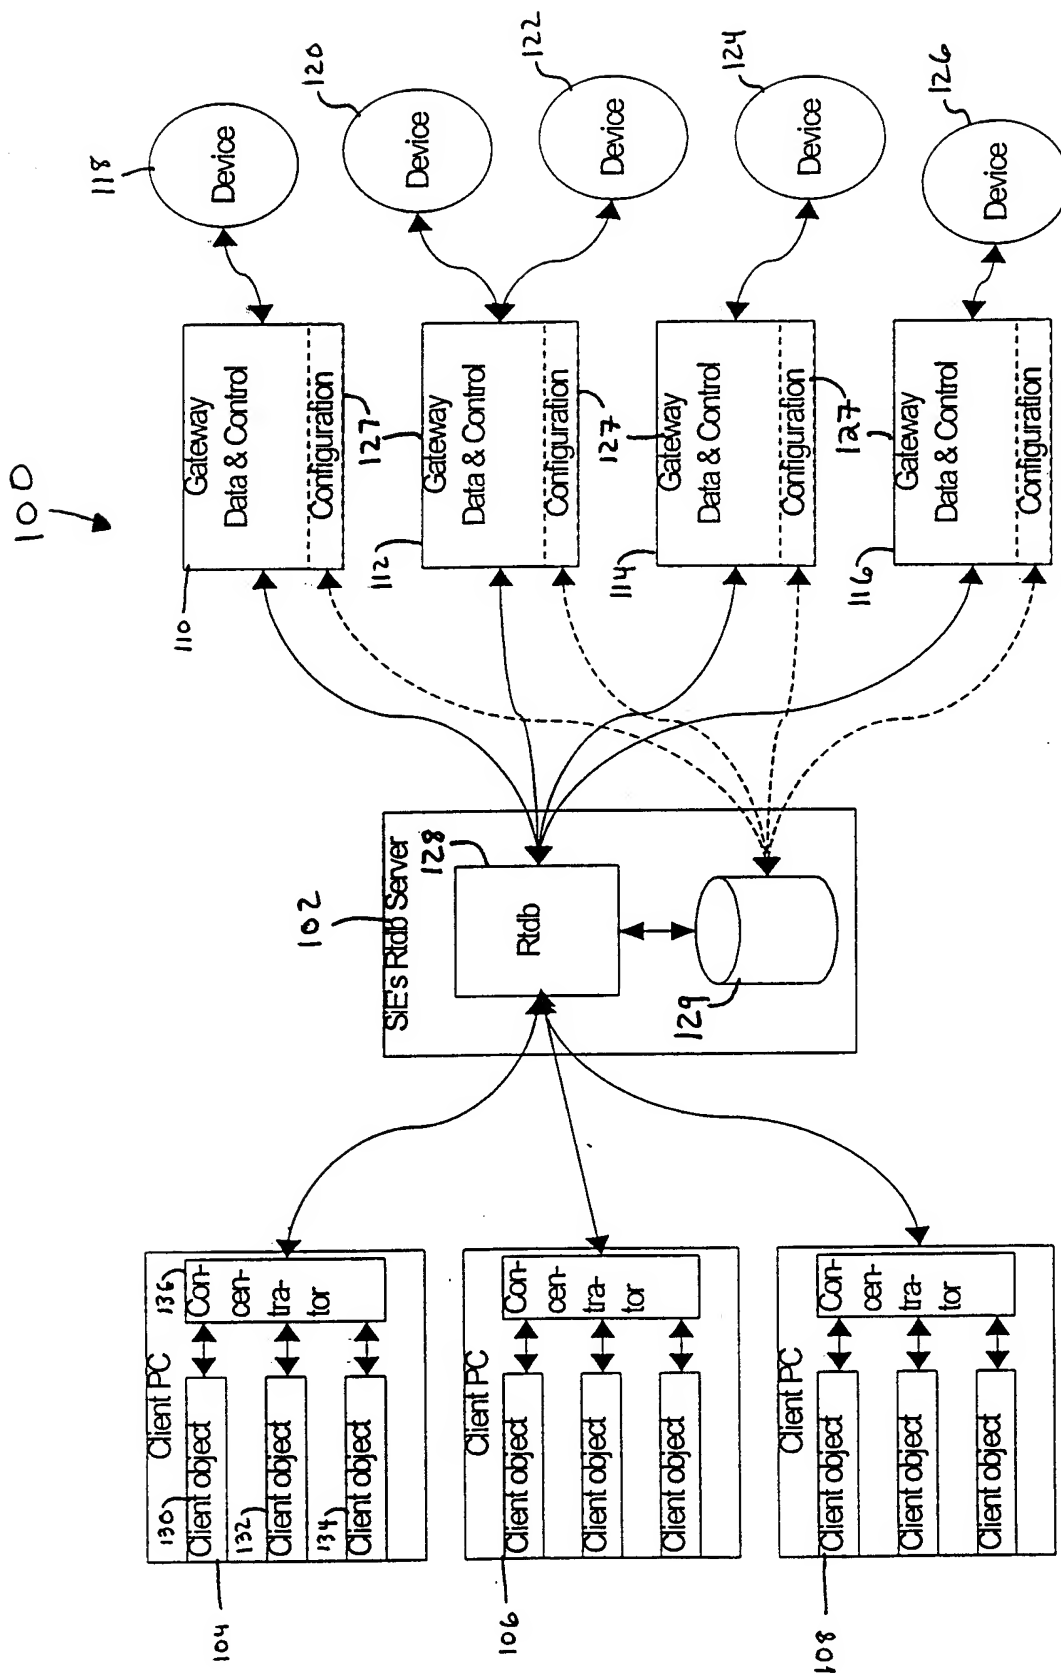 100
118
Device
120
Device
122
Device
124
Device
126
Device
110
Gateway
Data & Control
Configuration
127
112
Gateway
Data & Control
Configuration
127
114
Gateway
Data & Control
Configuration
127
116
Gateway
Data & Control
Configuration
127
102
SiE's Rtdb Server
128
Rtdb
129
104
Client PC
136
Con-
cen-
tra-
tor
130
Client object
132
Client object
134
Client object
106
Client PC
Con-
cen-
tra-
tor
Client object
Client object
Client object
108
Client PC
Con-
cen-
tra-
tor
Client object
Client object
Client object